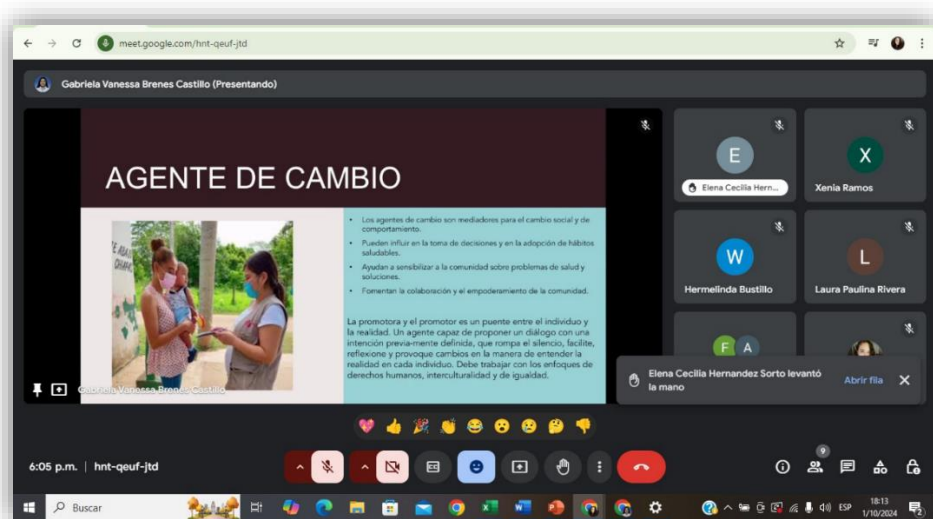 meet.google.com/hnt-qeuf-jtd
Gabriela Vanessa Brenes Castillo (Presentando)
AGENTE DE CAMBIO
• Los agentes de cambio son mediadores para el cambio social y de
comportamiento.
• Pueden influir en la toma de decisiones y en la adopción de hábitos
saludables.
• Ayudan a sensibilizar a la comunidad sobre problemas de salud y
soluciones.
• Fomentan la colaboración y el empoderamiento de la comunidad.
La promotora y el promotor es un puente entre el individuo y
la realidad. Un agente capaz de proponer un diálogo con una
intención previa-mente definida, que rompa el silencio, facilite,
reflexione y provoque cambios en la manera de entender la
realidad en cada individuo. Debe trabajar con los enfoques de
derechos humanos, interculturalidad y de igualdad.
Gabriela Vanessa Brenes Castillo
E
Elena Cecilia Hern...
X
Xenia Ramos
W
Hermelinda Bustillo
L
Laura Paulina Rivera
F
A
Elena Cecilia Hernandez Sorto levantó
la mano
Abrir fila
6:05 p.m. | hnt-qeuf-jtd
9
Buscar
ESP
18:13
1/10/2024